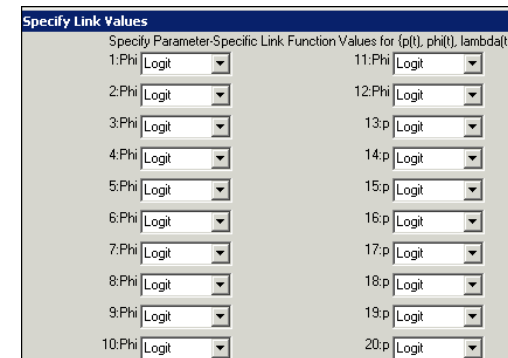 Specify Link Values
Specify Parameter-Specific Link Function Values for {p(t), phi(t), lambda(t
1:Phi Logit 11:Phi Logit
2:Phi Logit 12:Phi Logit
3:Phi Logit 13:p Logit
4:Phi Logit 14:p Logit
5:Phi Logit 15:p Logit
6:Phi Logit 16:p Logit
7:Phi Logit 17:p Logit
8:Phi Logit 18:p Logit
9:Phi Logit 19:p Logit
10:Phi Logit 20:p Logit